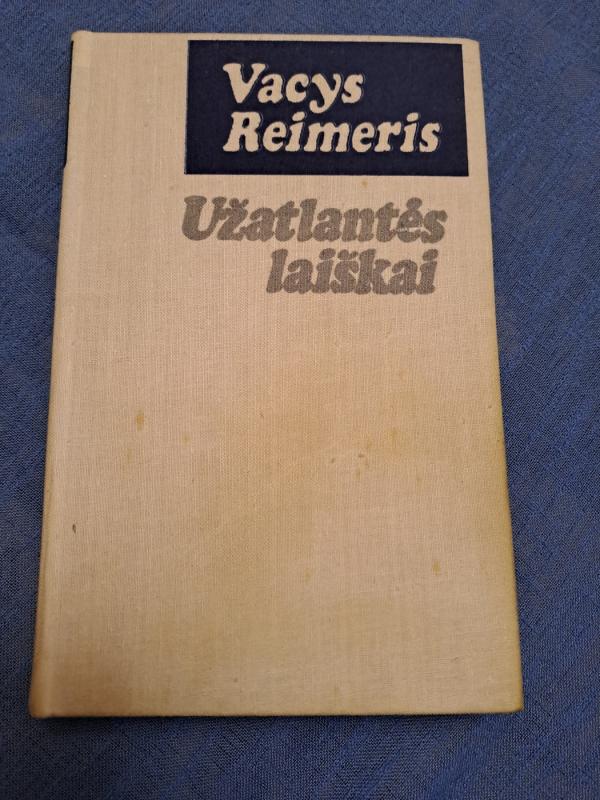 Vacys
Reimeris
Užatlantės
laiškai